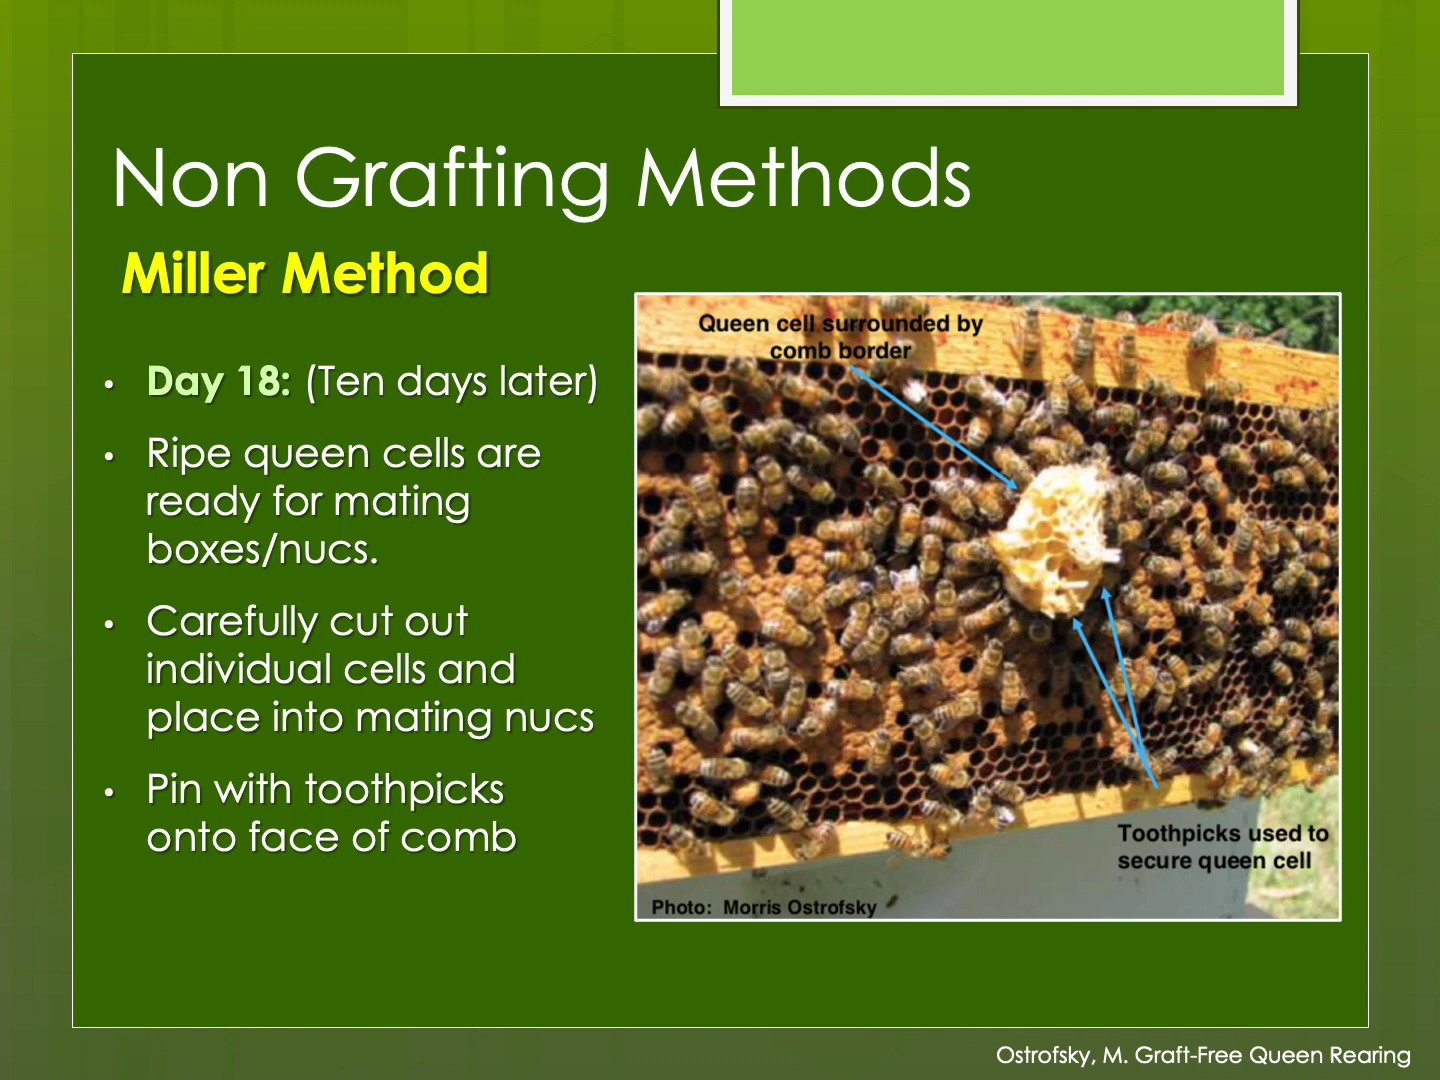 Non Grafting Methods
Miller Method
• Day 18: (Ten days later)
• Ripe queen cells are
ready for mating
boxes/nucs.
• Carefully cut out
individual cells and
place into mating nucs
• Pin with toothpicks
onto face of comb
Queen cell surrounded by
comb border
Toothpicks used to
secure queen cell
Photo: Morris Ostrofsky
Ostrofsky, M. Graft-Free Queen Rearing